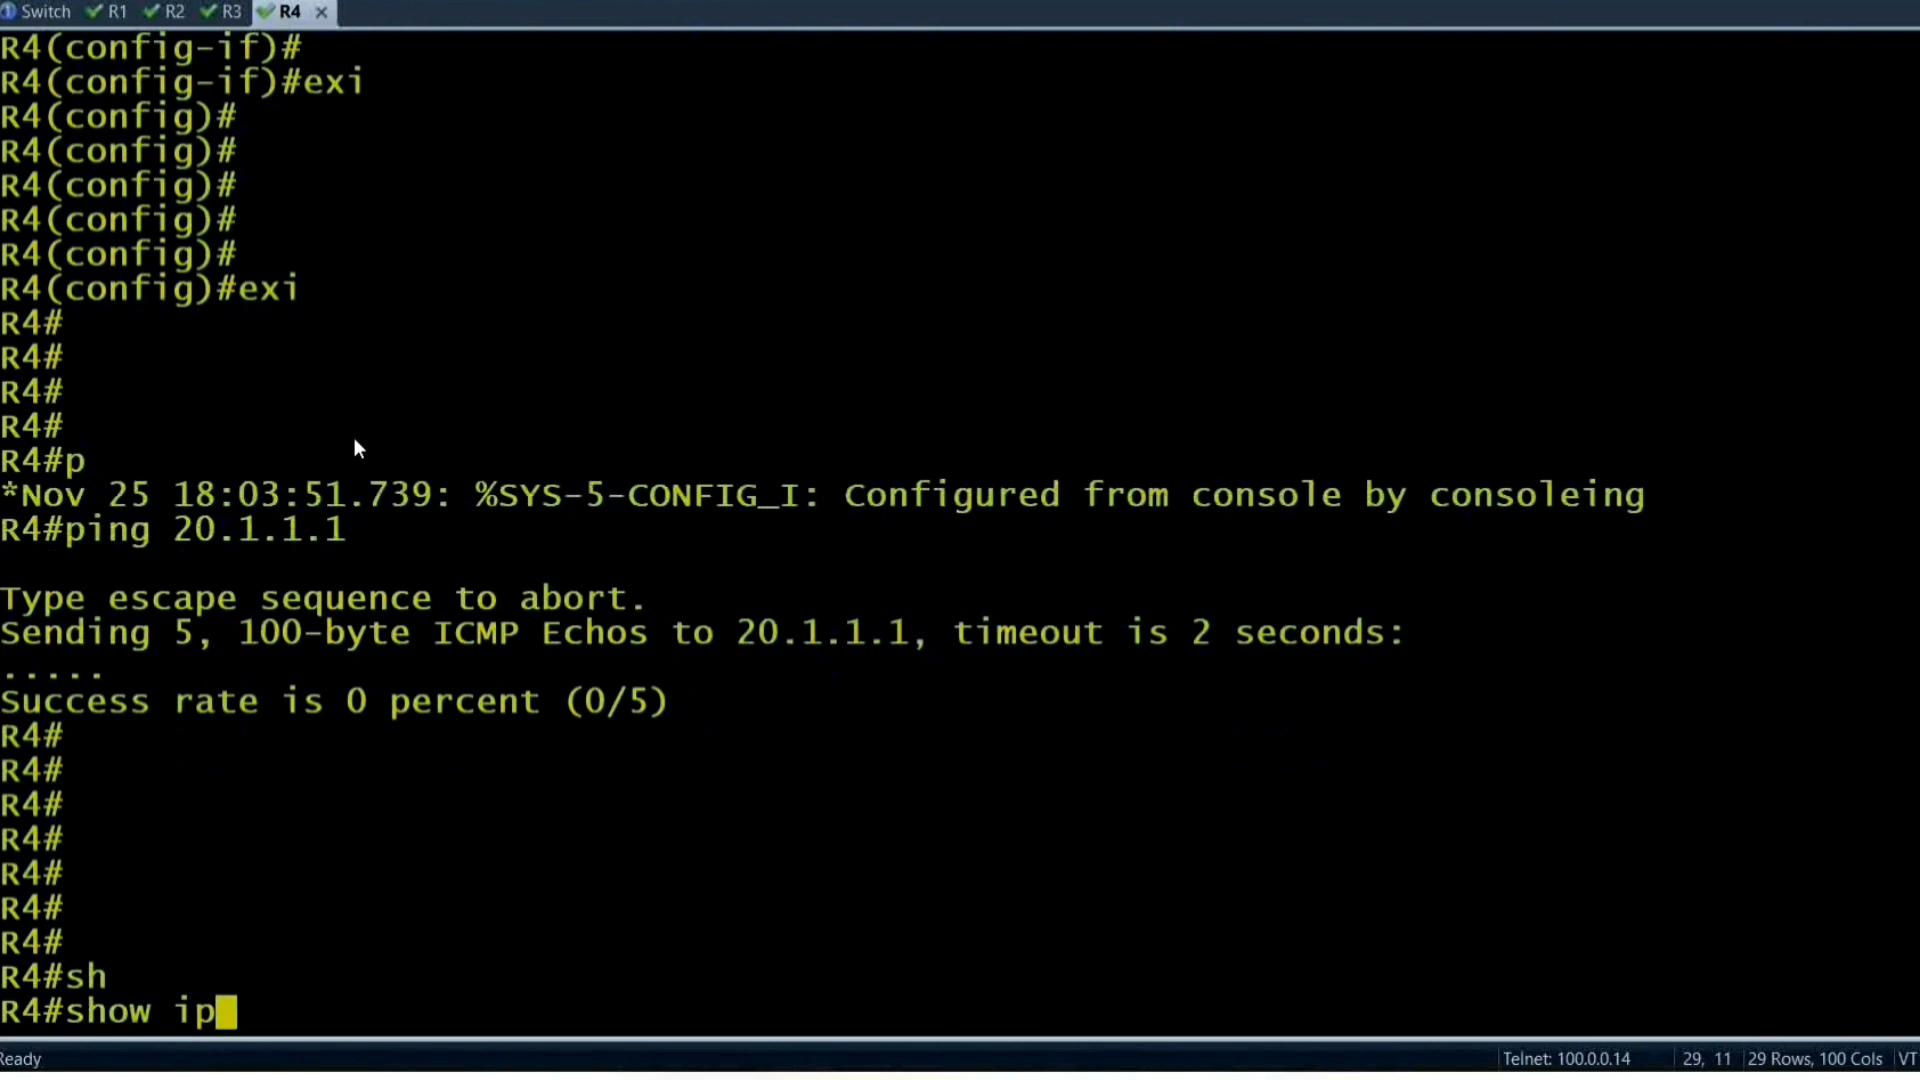 Switch R1 R2 R3 R4
R4(config-if)#
R4(config-if)#exi
R4(config)#
R4(config)#
R4(config)#
R4(config)#
R4(config)#
R4(config)#exi
R4#
R4#
R4#
R4#
R4#p
*Nov 25 18:03:51.739: %SYS-5-CONFIG_I: Configured from console by consoleing
R4#ping 20.1.1.1
Type escape sequence to abort.
Sending 5, 100-byte ICMP Echos to 20.1.1.1, timeout is 2 seconds:
.....
Success rate is 0 percent (0/5)
R4#
R4#
R4#
R4#
R4#
R4#
R4#
R4#sh
R4#show ip
Ready Telnet: 100.0.0.14 29, 11 29 Rows, 100 Cols VT